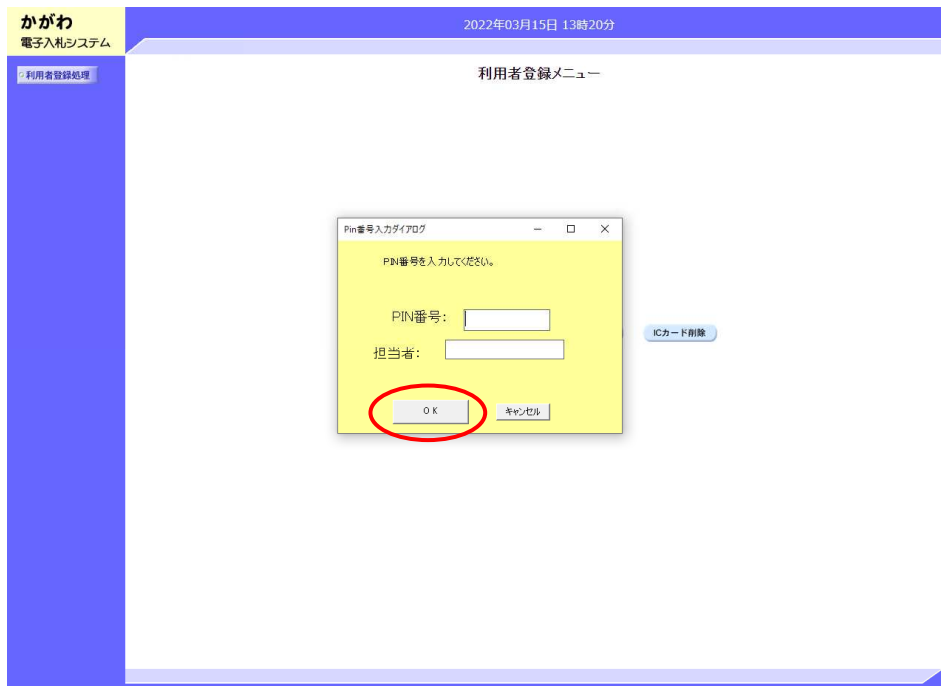 かがわ
電子入札システム
2022年03月15日 13時20分
利用者登録処理
利用者登録メニュー
Pin番号入力ダイアログ
PIN番号を入力してください。
PIN番号:
担当者:
ICカード削除
OK
キャンセル